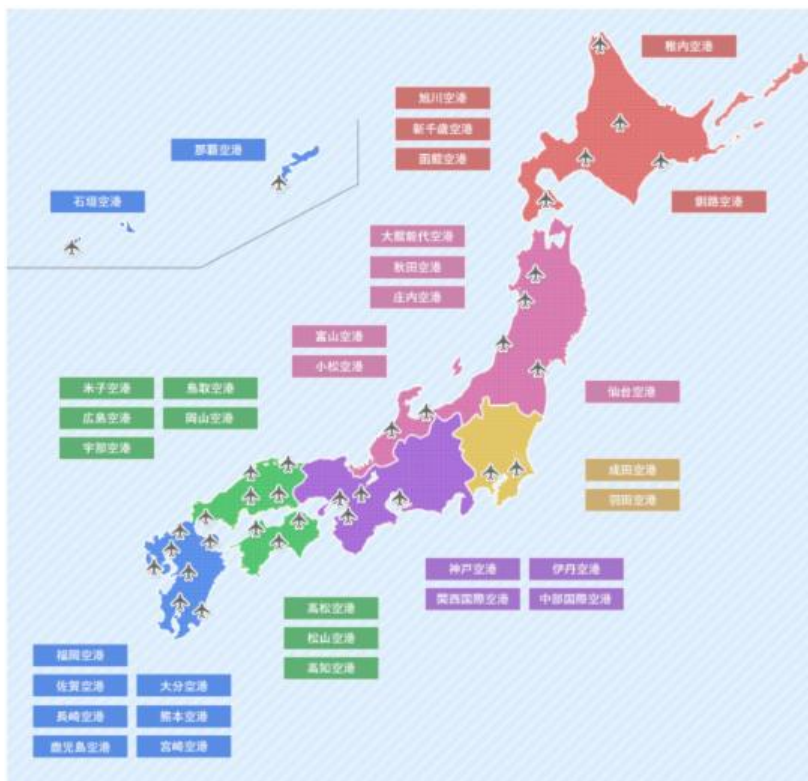 稚内空港
旭川空港
新千歳空港
函館空港
釧路空港
那覇空港
石垣空港
大館能代空港
秋田空港
庄内空港
富山空港
小松空港
仙台空港
米子空港 鳥取空港
広島空港 岡山空港
宇部空港
成田空港
羽田空港
神戸空港 伊丹空港
関西国際空港 中部国際空港
高松空港
松山空港
高知空港
福岡空港
佐賀空港 大分空港
長崎空港 熊本空港
鹿児島空港 宮崎空港